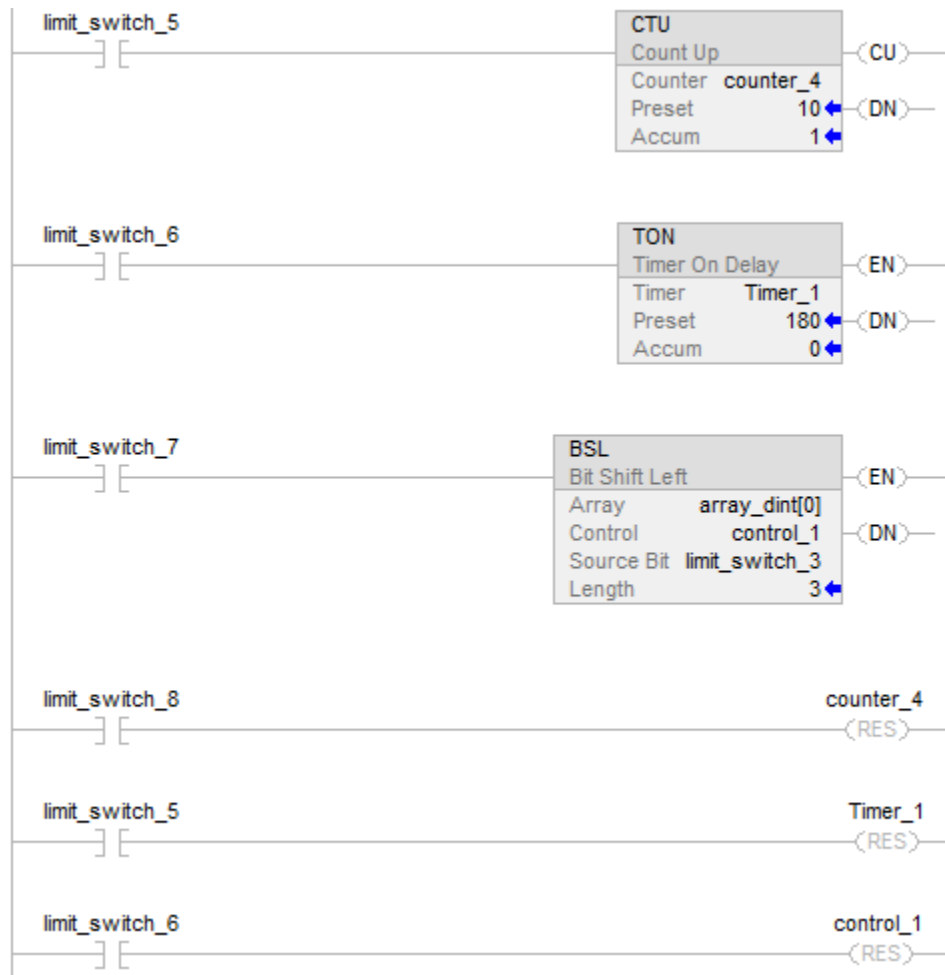 limit_switch_5
CTU
Count Up
CU
Counter counter_4
Preset 10 DN
Accum 1
limit_switch_6
TON
Timer On Delay
EN
Timer Timer_1
Preset 180 DN
Accum 0
limit_switch_7
BSL
Bit Shift Left
EN
Array array_dint[0]
Control control_1 DN
Source Bit limit_switch_3
Length 3
limit_switch_8 counter_4
RES
limit_switch_5 Timer_1
RES
limit_switch_6 control_1
RES